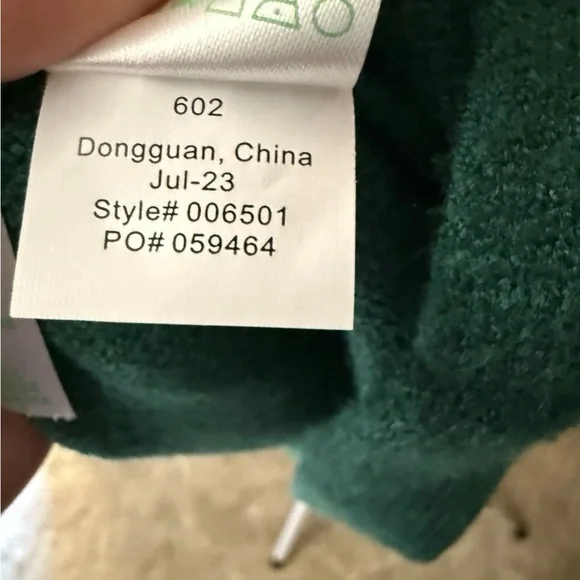 602
Dongguan, China
Jul-23
Style# 006501
PO# 059464